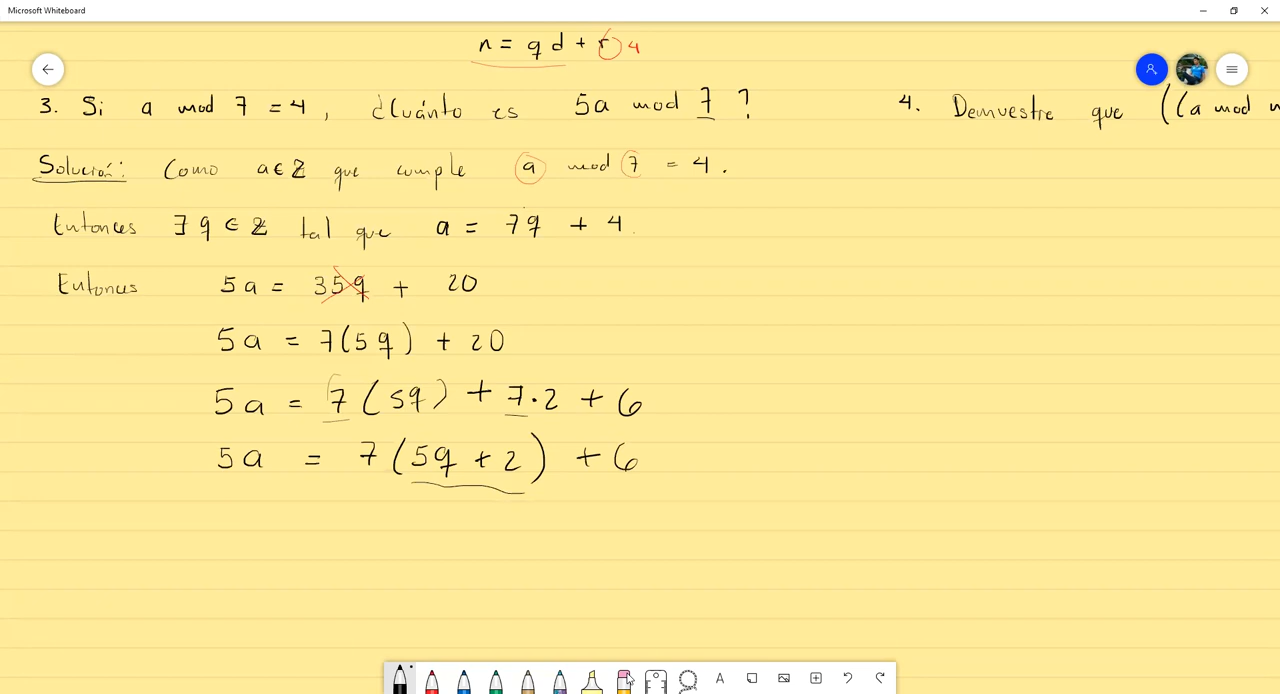 Microsoft Whiteboard
n = q d + r 4
3. Si a mod 7 = 4, ¿Cuánto es 5a mod 7 ?
4. Demuestre que ((a mod
Solución: Como a∈ℤ que cumple a mod 7 = 4.
Entonces ∃ q ∈ ℤ tal que a = 7q + 4.
Entonces 5a = 35q + 20
5a = 7(5q) + 20
5a = 7(5q) + 7·2 + 6
5a = 7(5q + 2) + 6
A